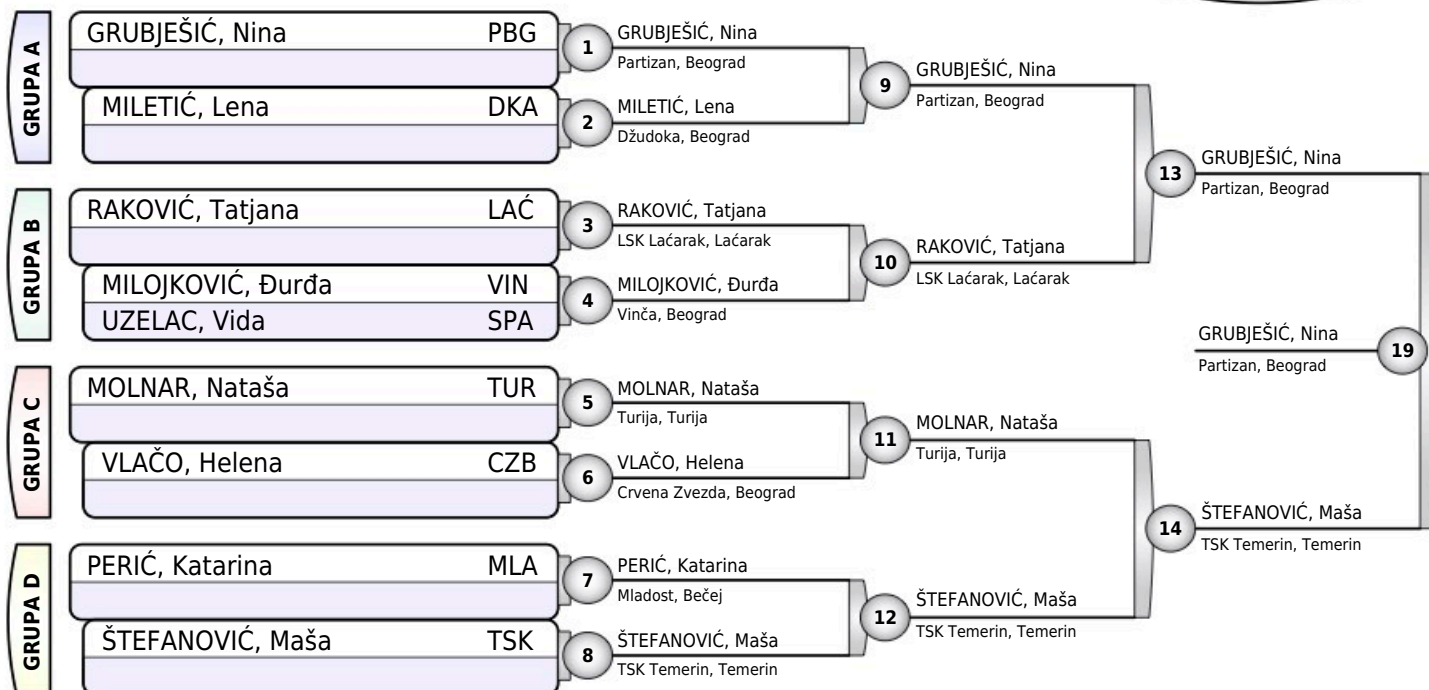 GRUPA A
GRUBJEŠIĆ, Nina PBG
MILETIĆ, Lena DKA
1
GRUBJEŠIĆ, Nina
Partizan, Beograd
2
MILETIĆ, Lena
Džudoka, Beograd
9
GRUBJEŠIĆ, Nina
Partizan, Beograd
GRUPA B
RAKOVIĆ, Tatjana LAĆ
MILOJKOVIĆ, Đurđa VIN
UZELAC, Vida SPA
3
RAKOVIĆ, Tatjana
LSK Laćarak, Laćarak
4
MILOJKOVIĆ, Đurđa
Vinča, Beograd
10
RAKOVIĆ, Tatjana
LSK Laćarak, Laćarak
13
GRUBJEŠIĆ, Nina
Partizan, Beograd
GRUPA C
MOLNAR, Nataša TUR
VLAČO, Helena CZB
5
MOLNAR, Nataša
Turija, Turija
6
VLAČO, Helena
Crvena Zvezda, Beograd
11
MOLNAR, Nataša
Turija, Turija
GRUPA D
PERIĆ, Katarina MLA
ŠTEFANOVIĆ, Maša TSK
7
PERIĆ, Katarina
Mladost, Bečej
8
ŠTEFANOVIĆ, Maša
TSK Temerin, Temerin
12
ŠTEFANOVIĆ, Maša
TSK Temerin, Temerin
14
ŠTEFANOVIĆ, Maša
TSK Temerin, Temerin
GRUBJEŠIĆ, Nina
Partizan, Beograd
19